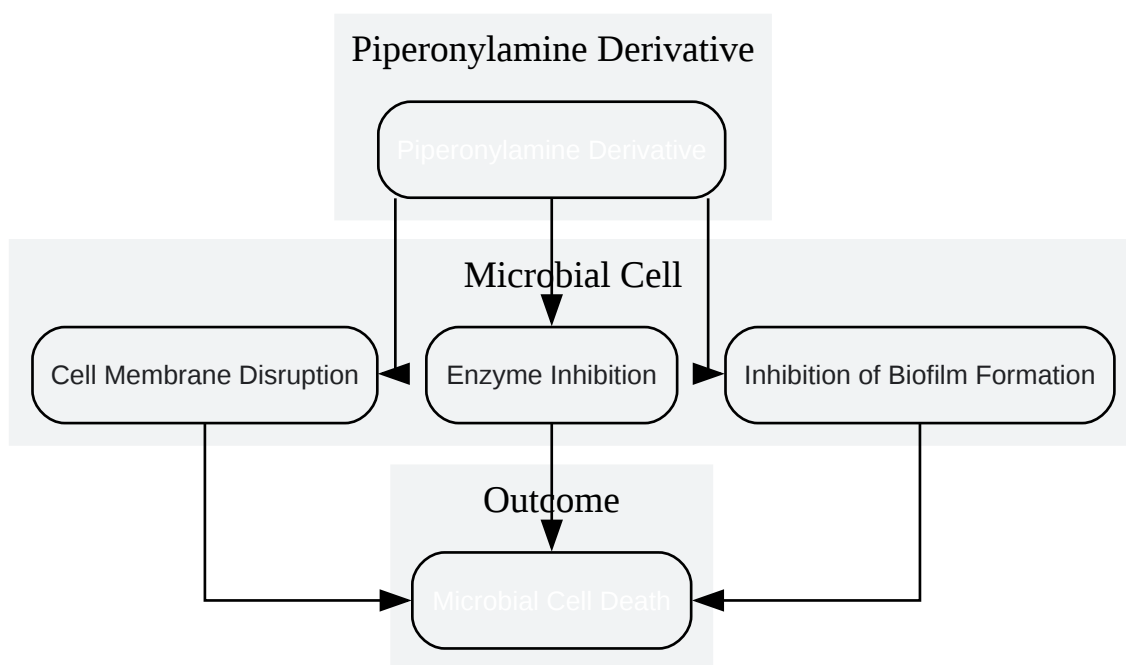 Piperonylamine Derivative
Piperonylamine Derivative
Microbial Cell
Cell Membrane Disruption
Enzyme Inhibition
Inhibition of Biofilm Formation
Outcome
Microbial Cell Death